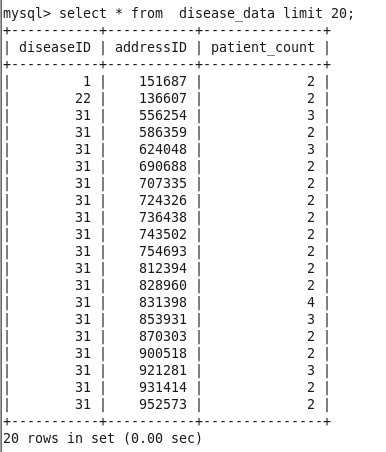 mysql> select * from  disease_data limit 20;
+-----------+-----------+---------------+
| diseaseID | addressID | patient_count |
+-----------+-----------+---------------+
|         1 |    151687 |             2 |
|        22 |    136607 |             2 |
|        31 |    556254 |             3 |
|        31 |    586359 |             2 |
|        31 |    624048 |             3 |
|        31 |    690688 |             2 |
|        31 |    707335 |             2 |
|        31 |    724326 |             2 |
|        31 |    736438 |             2 |
|        31 |    743502 |             2 |
|        31 |    754693 |             2 |
|        31 |    812394 |             2 |
|        31 |    828960 |             2 |
|        31 |    831398 |             4 |
|        31 |    853931 |             3 |
|        31 |    870303 |             2 |
|        31 |    900518 |             2 |
|        31 |    921281 |             3 |
|        31 |    931414 |             2 |
|        31 |    952573 |             2 |
+-----------+-----------+---------------+
20 rows in set (0.00 sec)